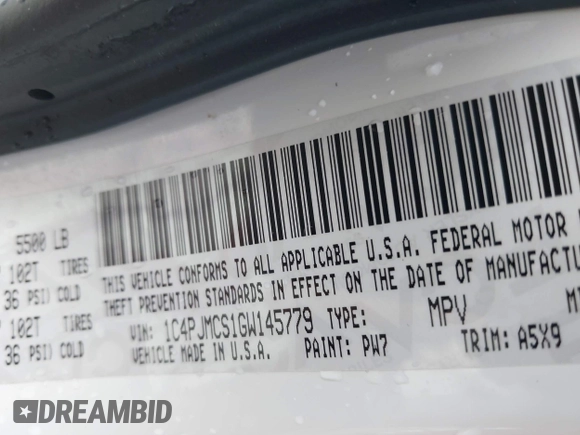 5500 LB
102T TIRES
36 PSI) COLD
102T TIRES
36 PSI) COLD
THIS VEHICLE CONFORMS TO ALL APPLICABLE U.S.A. FEDERAL MOTOR
THEFT PREVENTION STANDARDS IN EFFECT ON THE DATE OF MANUFACTU
VIN: 1C4PJMCS1GW145779 TYPE: MPV
VEHICLE MADE IN U.S.A. PAINT: PW7 TRIM: A5X9
DREAMBID